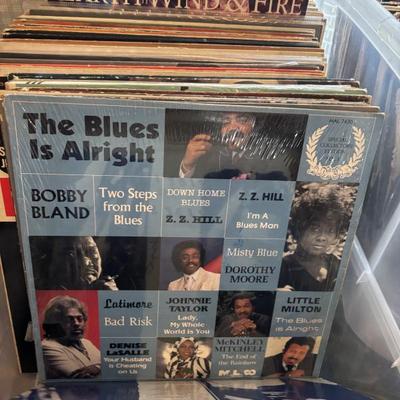 WIND & FIRE
The Blues
Is Alright
SPECIAL
COLLECTOR'S
EDITION
BOBBY
BLAND
Two Steps
from the
Blues
DOWN HOME
BLUES
Z. Z. HILL
Z. Z. HILL
I'm A
Blues Man
Misty Blue
DOROTHY
MOORE
Latimore
Bad Risk
JOHNNIE
TAYLOR
Lady,
My Whole
World is You
LITTLE
MILTON
The Blues
is Alright
DENISE LaSALLE
Your Husband
is Cheating
on Us
McKINLEY
MITCHELL
The End of
the Rainbow